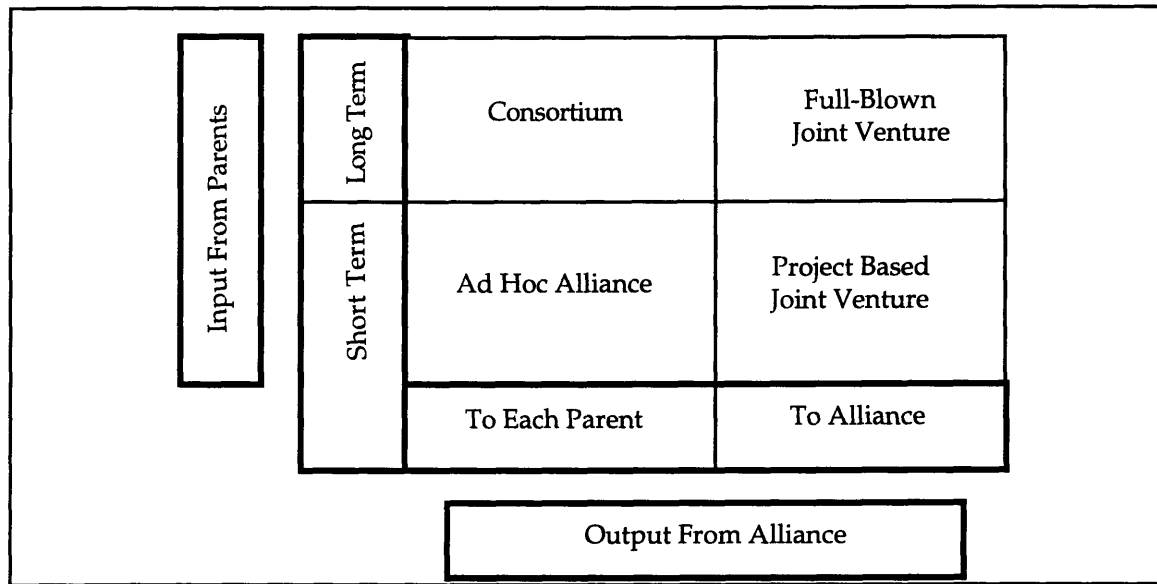 Input From Parents
Long Term
Consortium
Full-Blown
Joint Venture
Short Term
Ad Hoc Alliance
Project Based
Joint Venture
To Each Parent
To Alliance
Output From Alliance